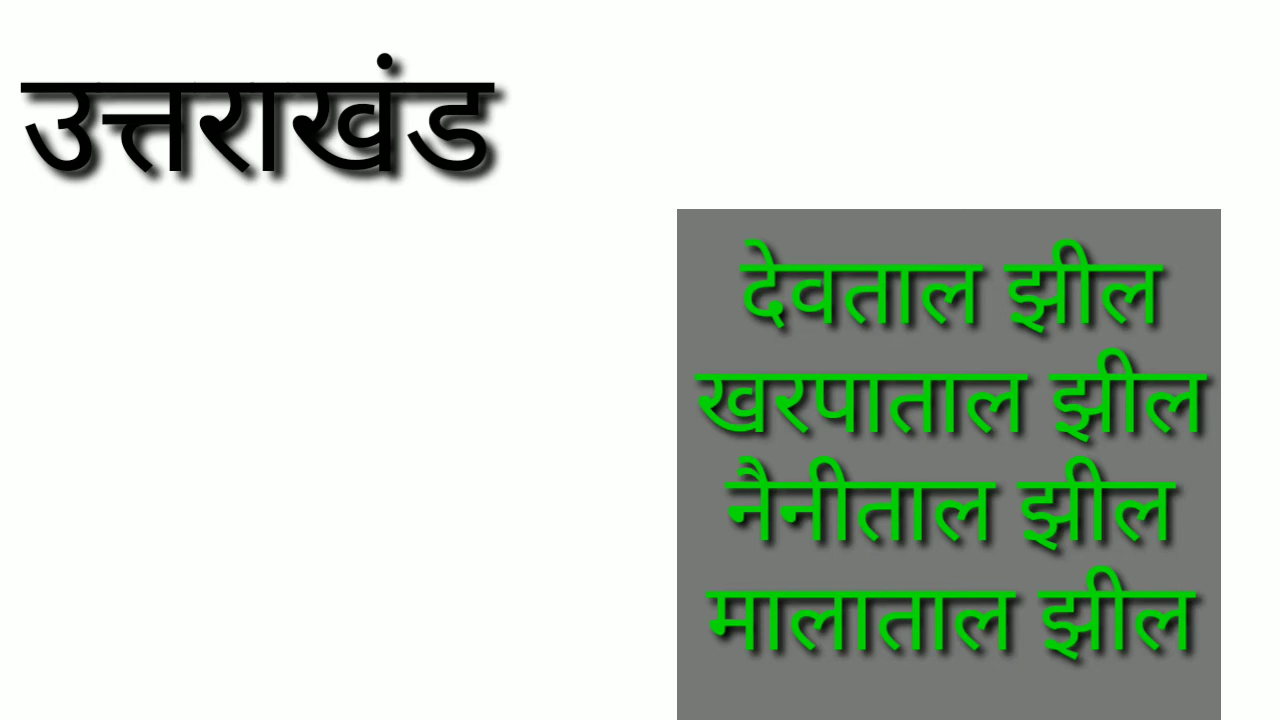 उत्तराखंड
देवताल झील
खरपाताल झील
नैनीताल झील
मालाताल झील